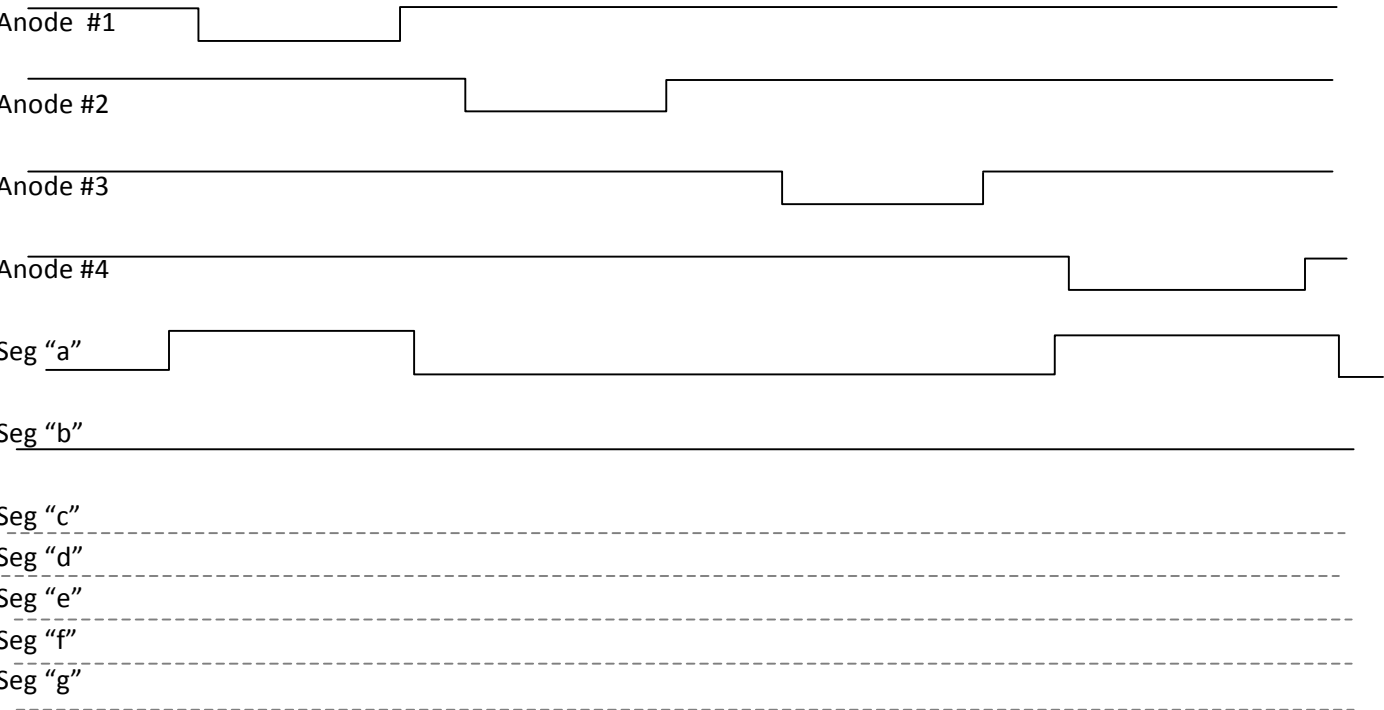 Anode #1
Anode #2
Anode #3
Anode #4
Seg “a”
Seg “b”
Seg “c”
Seg “d”
Seg “e”
Seg “f”
Seg “g”